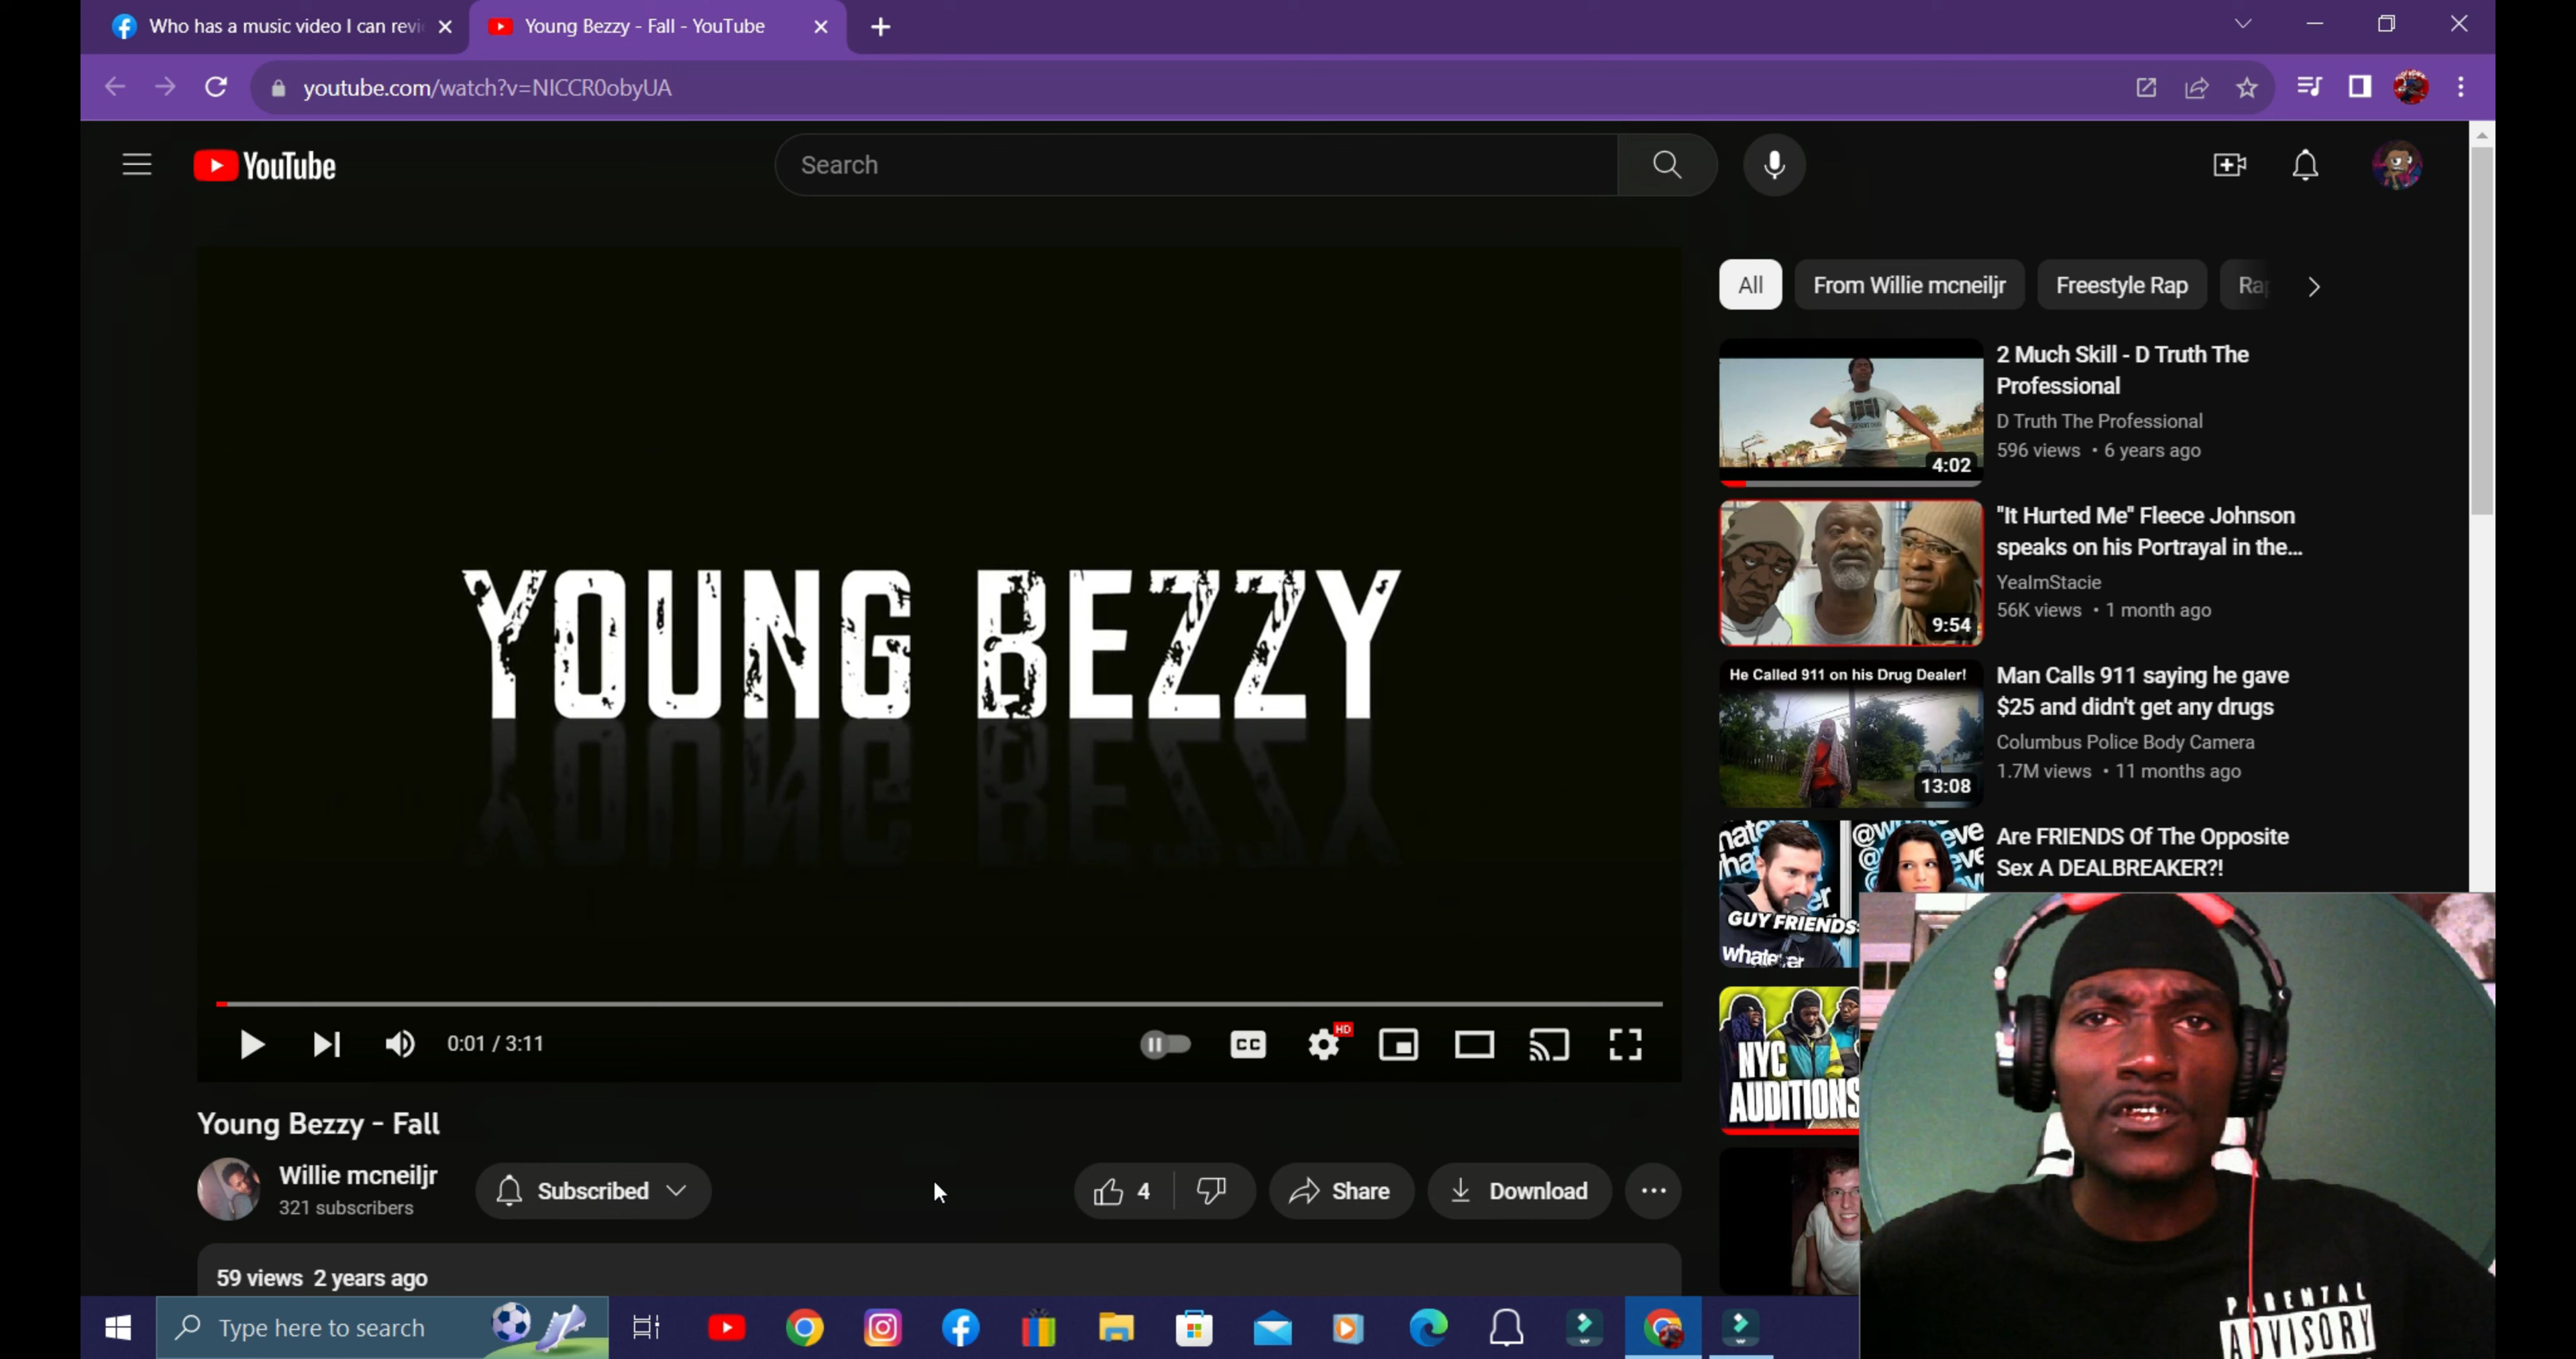 Who has a music video I can revi
Young Bezzy - Fall - YouTube
youtube.com/watch?v=NICCR0obyUA
YouTube
Search
YOUNG BEZZY
0:01 / 3:11
CC
HD
Young Bezzy - Fall
Willie mcneiljr
321 subscribers
Subscribed
4
Share
Download
59 views 2 years ago
All
From Willie mcneiljr
Freestyle Rap
Rap
4:02
2 Much Skill - D Truth The
Professional
D Truth The Professional
596 views • 6 years ago
9:54
"It Hurted Me" Fleece Johnson
speaks on his Portrayal in the...
YeaImStacie
56K views • 1 month ago
He Called 911 on his Drug Dealer!
13:08
Man Calls 911 saying he gave
$25 and didn't get any drugs
Columbus Police Body Camera
1.7M views • 11 months ago
GUY FRIENDS
whatever
Are FRIENDS Of The Opposite
Sex A DEALBREAKER?!
NYC
AUDITIONS
PARENTAL
ADVISORY
Type here to search